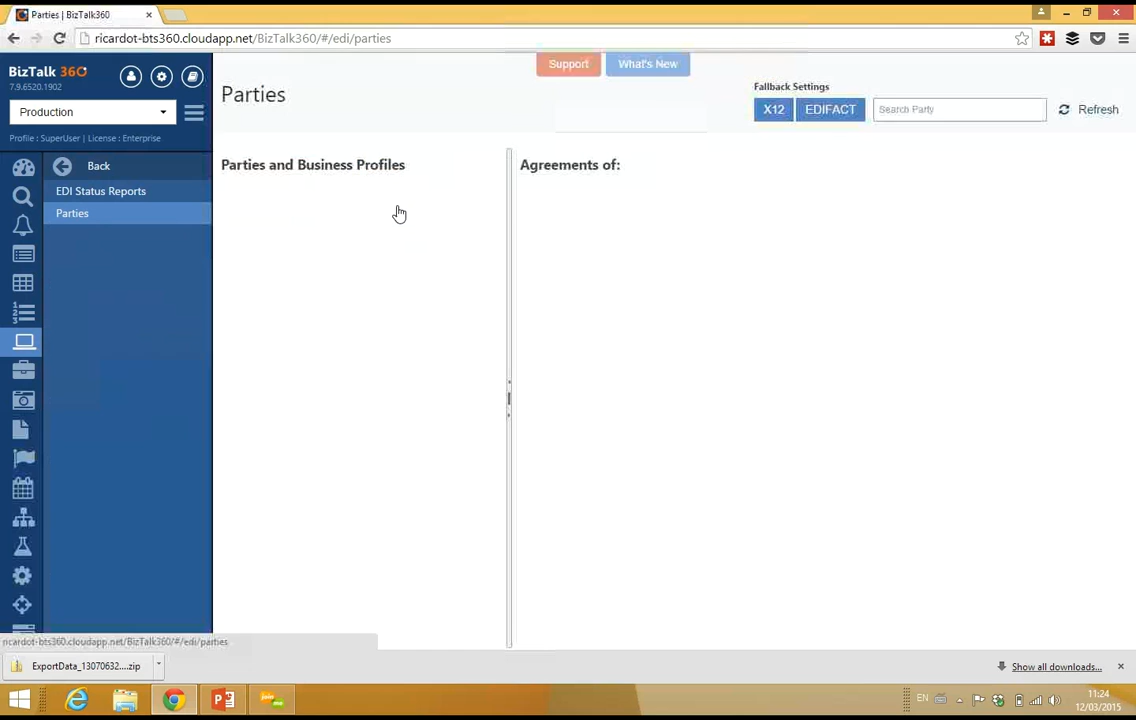 Parties | BizTalk360
ricardot-bts360.cloudapp.net/BizTalk360/#/edi/parties
BizTalk 360
7.9.6520.1902
Production
Profile : SuperUser | License : Enterprise
Support
What's New
Parties
Fallback Settings
X12
EDIFACT
Search Party
Refresh
Back
EDI Status Reports
Parties
Parties and Business Profiles
Agreements of:
ricardot-bts360.cloudapp.net/BizTalk360/#/edi/parties
ExportData_13070632....zip
Show all downloads...
EN
11:24
12/03/2015